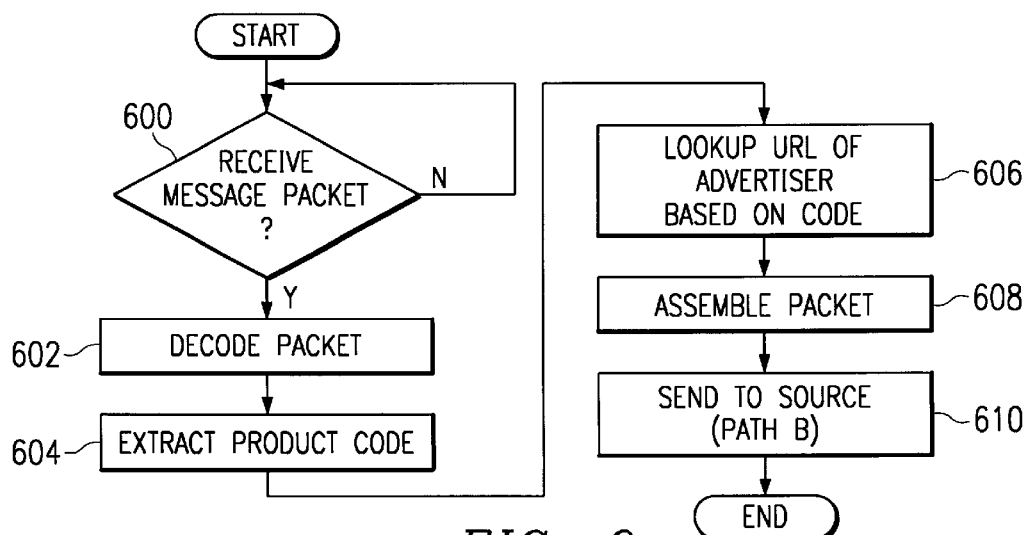 START
600
RECEIVE
MESSAGE PACKET
?
N
Y
602
DECODE PACKET
604
EXTRACT PRODUCT CODE
LOOKUP URL OF
ADVERTISER
BASED ON CODE
606
ASSEMBLE PACKET
608
SEND TO SOURCE
(PATH B)
610
END
FIG.